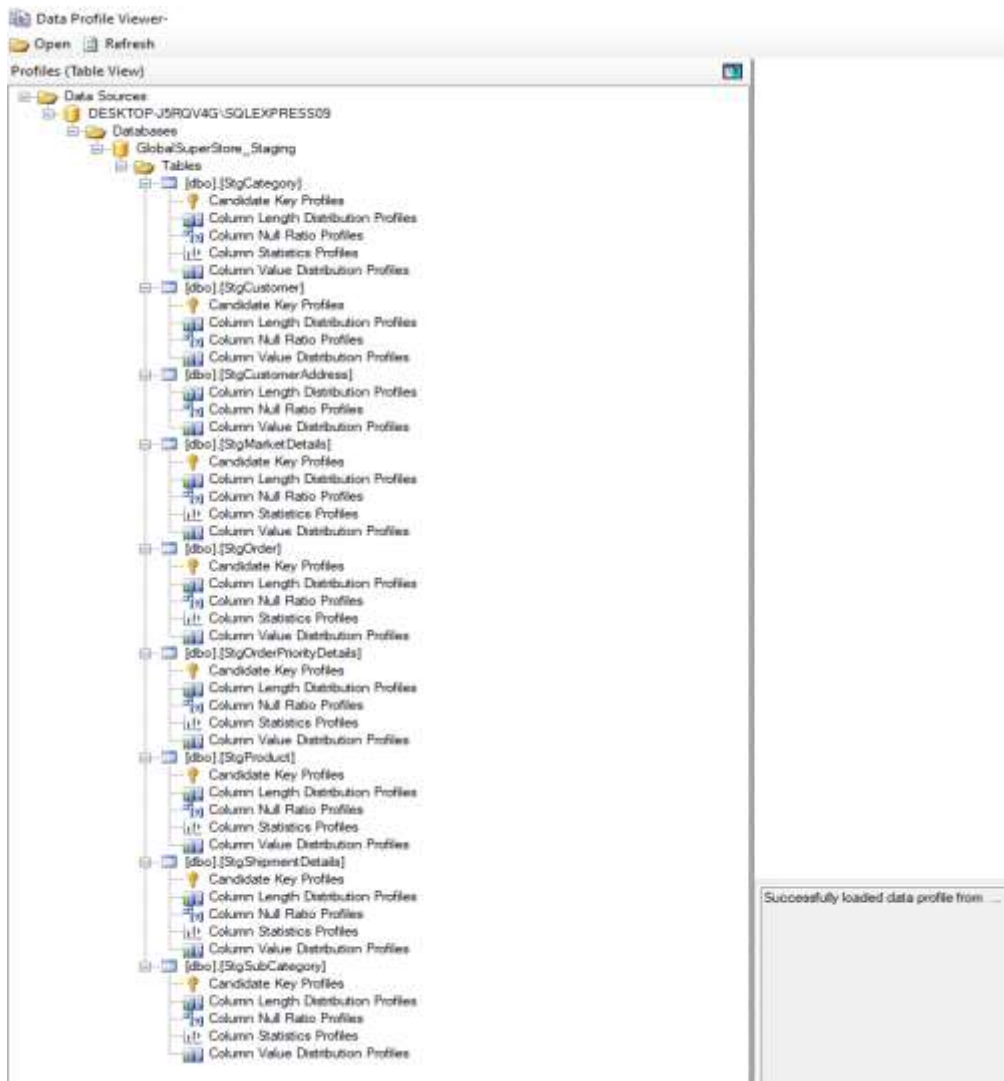 Data Profile Viewer-
Open Refresh
Profiles (Table View)
Data Sources
DESKTOP-J5RQV4G\SQLEXPRESS09
Databases
GlobalSuperStore_Staging
Tables
[dbo].[StgCategory]
Candidate Key Profiles
Column Length Distribution Profiles
Column Null Ratio Profiles
Column Statistics Profiles
Column Value Distribution Profiles
[dbo].[StgCustomer]
Candidate Key Profiles
Column Length Distribution Profiles
Column Null Ratio Profiles
Column Value Distribution Profiles
[dbo].[StgCustomerAddress]
Column Length Distribution Profiles
Column Null Ratio Profiles
Column Value Distribution Profiles
[dbo].[StgMarketDetails]
Candidate Key Profiles
Column Length Distribution Profiles
Column Null Ratio Profiles
Column Statistics Profiles
Column Value Distribution Profiles
[dbo].[StgOrder]
Candidate Key Profiles
Column Length Distribution Profiles
Column Null Ratio Profiles
Column Statistics Profiles
Column Value Distribution Profiles
[dbo].[StgOrderPriorityDetails]
Candidate Key Profiles
Column Length Distribution Profiles
Column Null Ratio Profiles
Column Statistics Profiles
Column Value Distribution Profiles
[dbo].[StgProduct]
Candidate Key Profiles
Column Length Distribution Profiles
Column Null Ratio Profiles
Column Statistics Profiles
Column Value Distribution Profiles
[dbo].[StgShipmentDetails]
Candidate Key Profiles
Column Length Distribution Profiles
Column Null Ratio Profiles
Column Statistics Profiles
Column Value Distribution Profiles
[dbo].[StgSubCategory]
Candidate Key Profiles
Column Length Distribution Profiles
Column Null Ratio Profiles
Column Statistics Profiles
Column Value Distribution Profiles
Successfully loaded data profile from ...